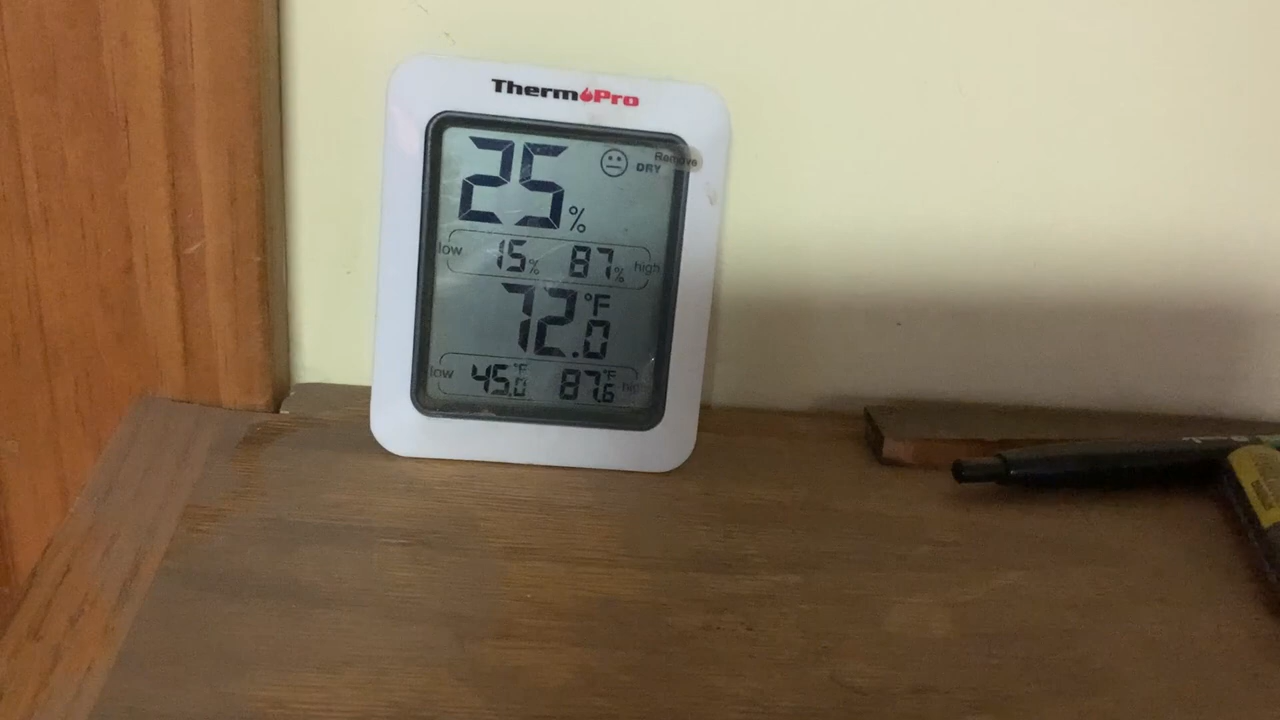 ThermoPro
25% DRY Remove
low 15% 87% high
72.0°F
low 45.0°F 87.6°F high